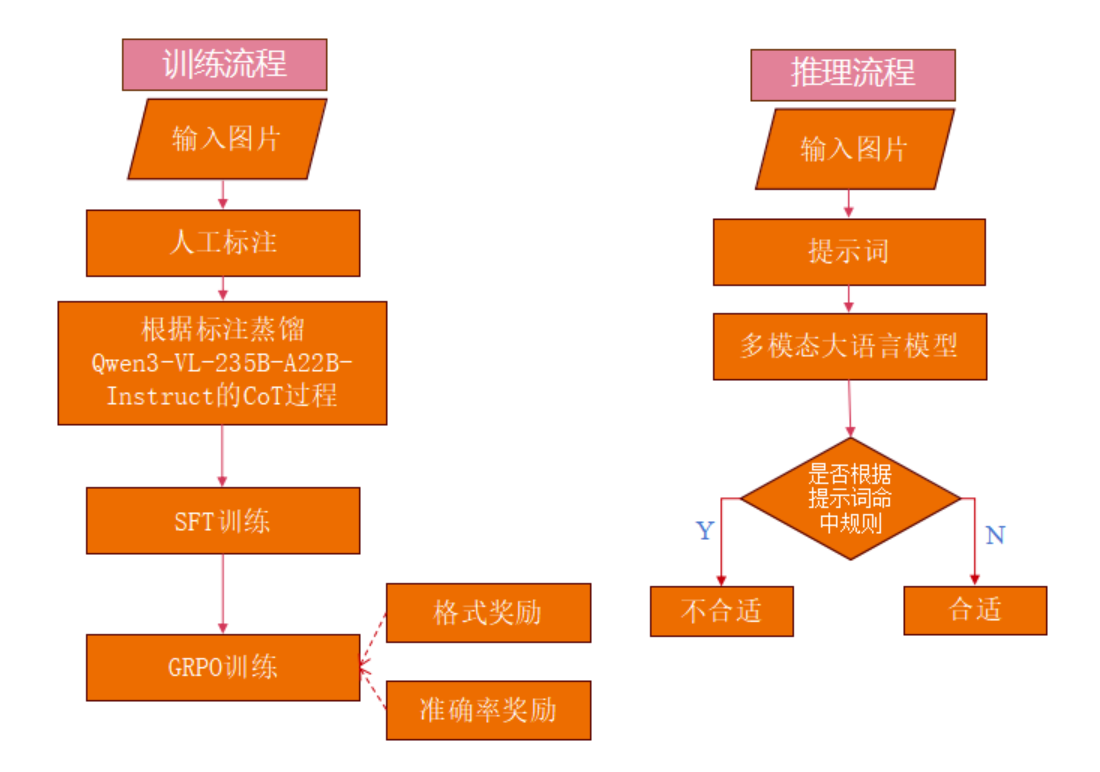 训练流程
输入图片
人工标注
根据标注蒸馏
Qwen3-VL-235B-A22B-
Instruct的CoT过程
SFT训练
GRPO训练
格式奖励
准确率奖励
推理流程
输入图片
提示词
多模态大语言模型
是否根据
提示词命
中规则
Y
N
不合适
合适